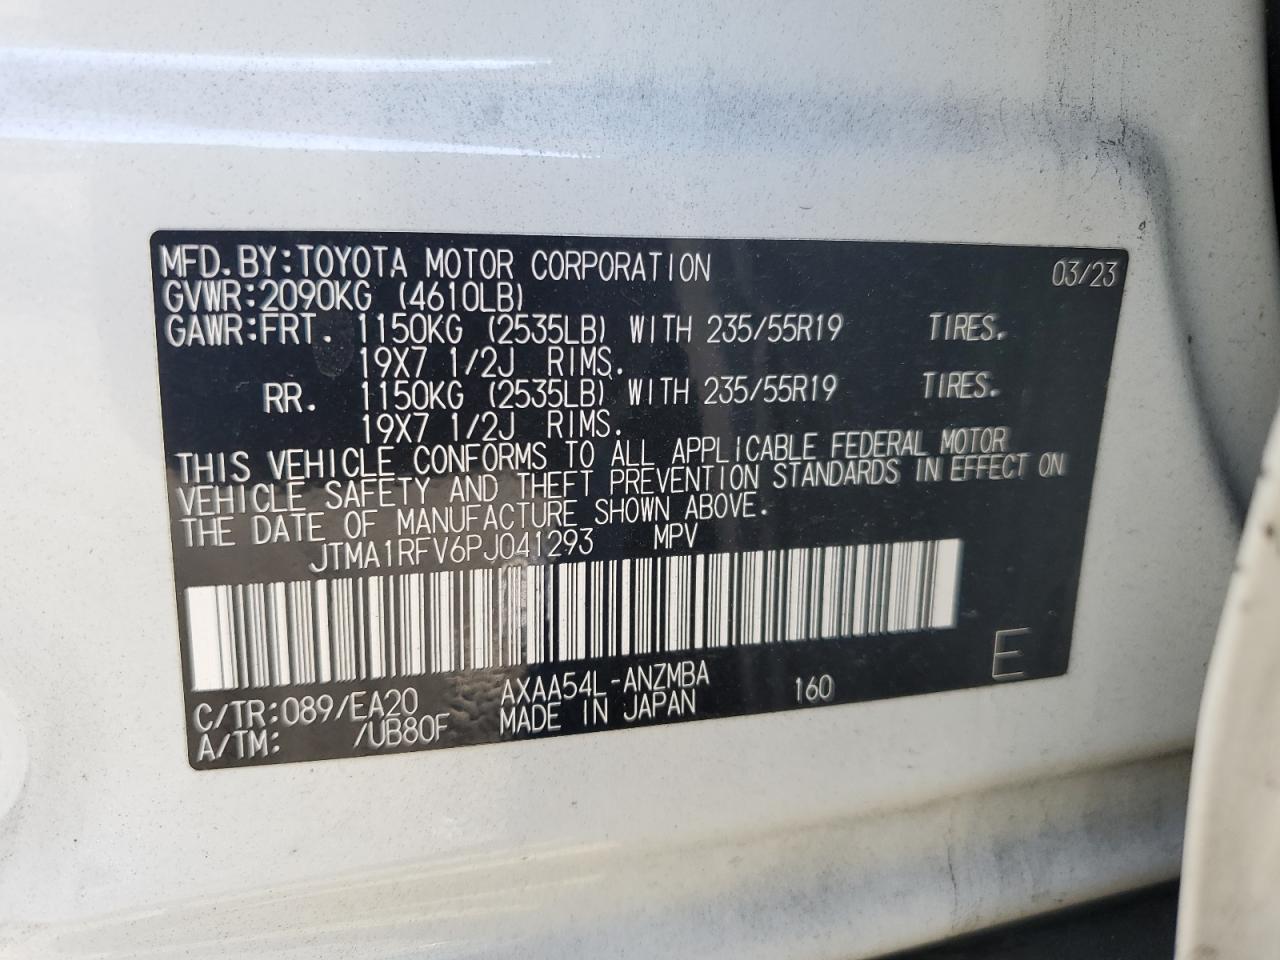 MFD.BY:TOYOTA MOTOR CORPORATION 03/23
GVWR:2090KG (4610LB)
GAWR:FRT. 1150KG (2535LB) WITH 235/55R19 TIRES.
19X7 1/2J RIMS.
RR. 1150KG (2535LB) WITH 235/55R19 TIRES.
19X7 1/2J RIMS.
THIS VEHICLE CONFORMS TO ALL APPLICABLE FEDERAL MOTOR
VEHICLE SAFETY AND THEFT PREVENTION STANDARDS IN EFFECT ON
THE DATE OF MANUFACTURE SHOWN ABOVE.
JTMA1RFV6PJ041293 MPV
C/TR:089/EA20 AXAA54L-ANZMBA 160 E
A/TM: /UB80F MADE IN JAPAN